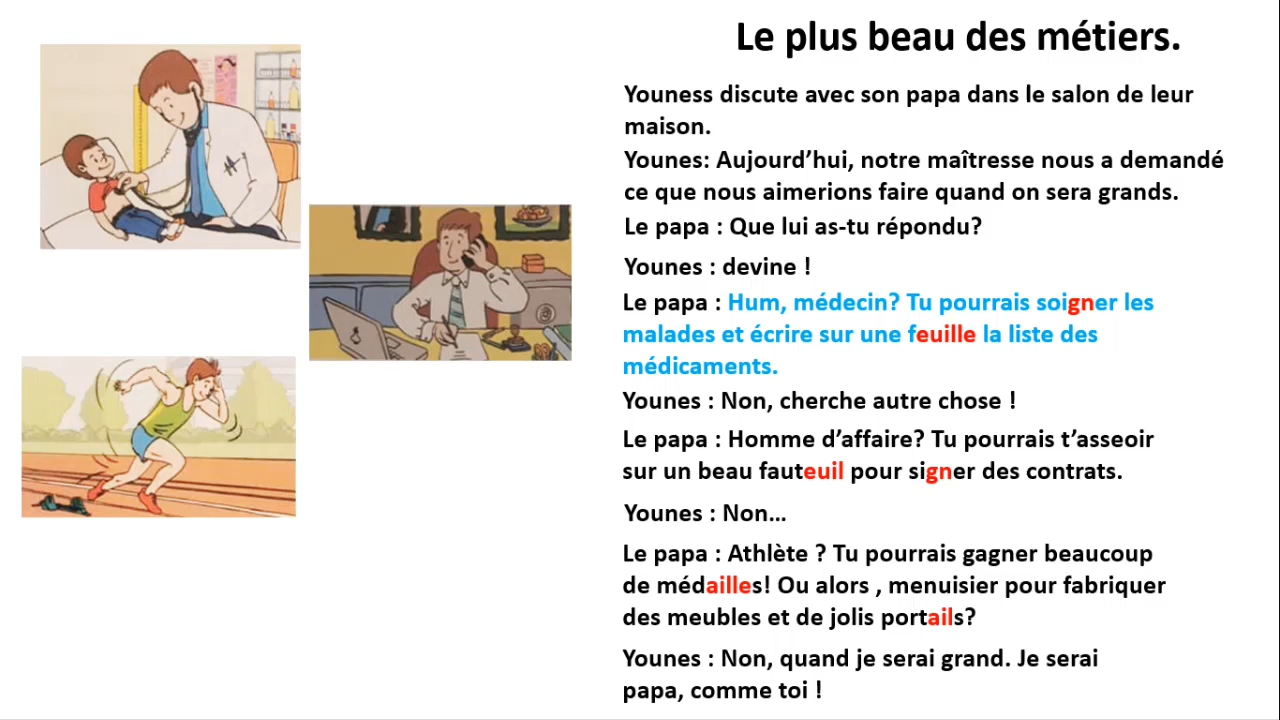 Le plus beau des métiers.
Youness discute avec son papa dans le salon de leur
maison.
Younes: Aujourd’hui, notre maîtresse nous a demandé
ce que nous aimerions faire quand on sera grands.
Le papa : Que lui as-tu répondu?
Younes : devine !
Le papa : Hum, médecin? Tu pourrais soigner les
malades et écrire sur une feuille la liste des
médicaments.
Younes : Non, cherche autre chose !
Le papa : Homme d’affaire? Tu pourrais t’asseoir
sur un beau fauteuil pour signer des contrats.
Younes : Non…
Le papa : Athlète ? Tu pourrais gagner beaucoup
de médailles! Ou alors , menuisier pour fabriquer
des meubles et de jolis portails?
Younes : Non, quand je serai grand. Je serai
papa, comme toi !